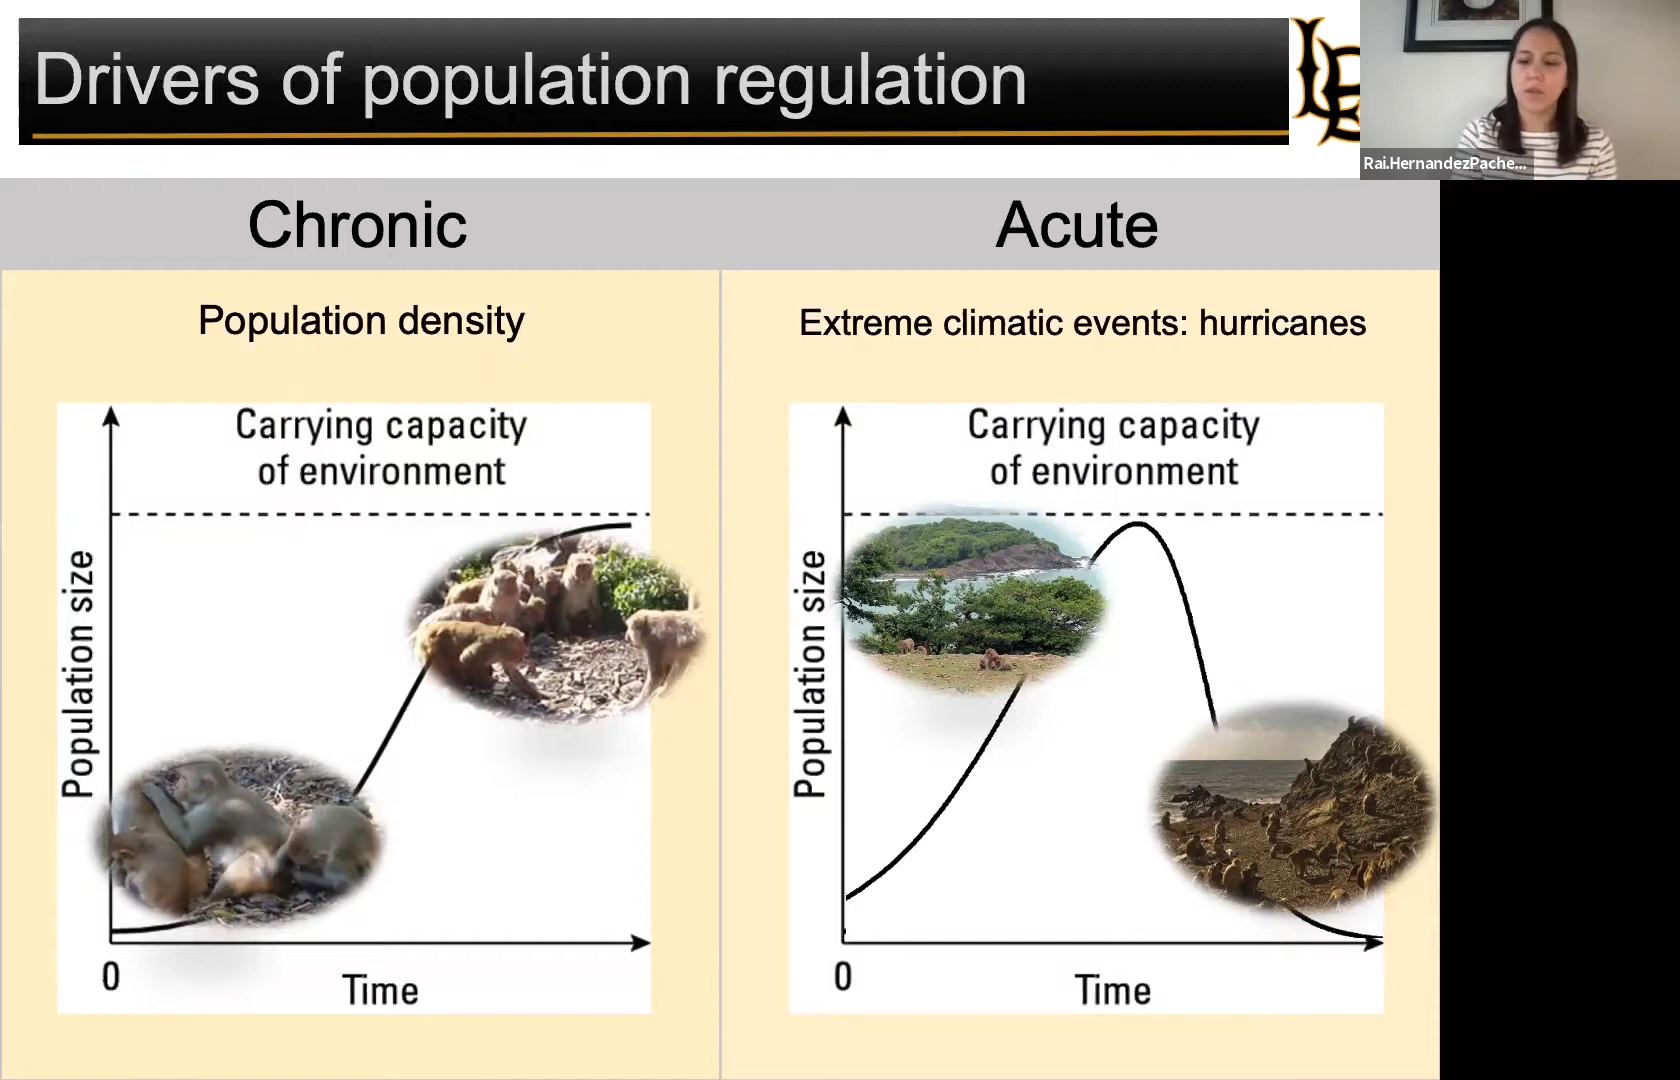 Drivers of population regulation
LB
Rai.HernandezPache...
Chronic
Acute
Population density
Extreme climatic events: hurricanes
Carrying capacity
of environment
Population size
0
Time
Carrying capacity
of environment
Population size
0
Time